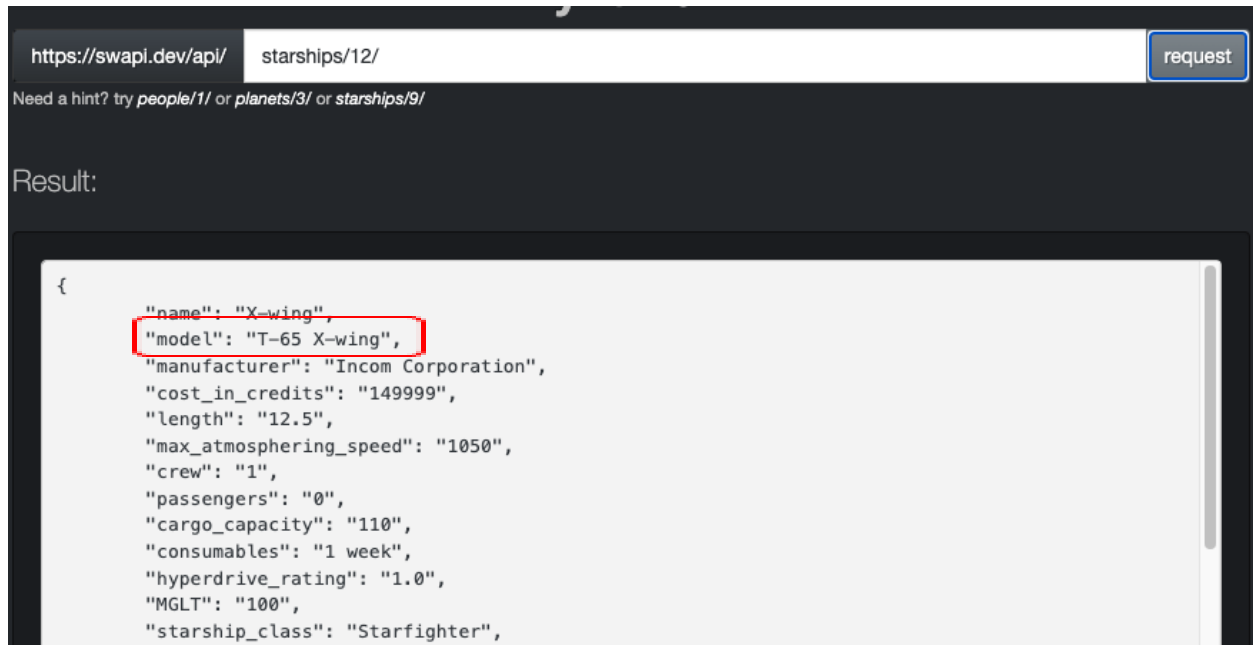 https://swapi.dev/api/ starships/12/ request
Need a hint? try people/1/ or planets/3/ or starships/9/
Result:
{
"name": "X-wing",
"model": "T-65 X-wing",
"manufacturer": "Incom Corporation",
"cost_in_credits": "149999",
"length": "12.5",
"max_atmosphering_speed": "1050",
"crew": "1",
"passengers": "0",
"cargo_capacity": "110",
"consumables": "1 week",
"hyperdrive_rating": "1.0",
"MGLT": "100",
"starship_class": "Starfighter",